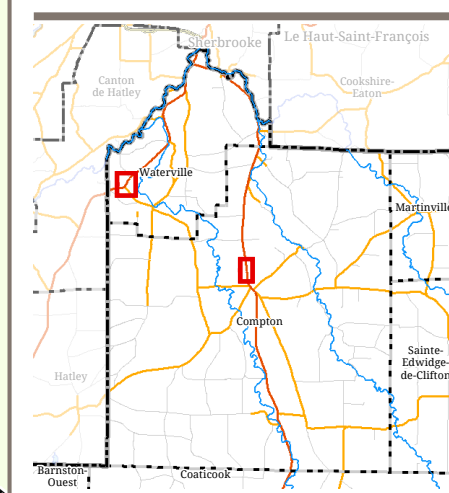 Sherbrooke
Le Haut-Saint-François
Canton
de Hatley
Cookshire-
Eaton
Waterville
Martinville
Compton
Sainte-
Edwidge-
de-Clifton
Hatley
Barnston-
Ouest
Coaticook